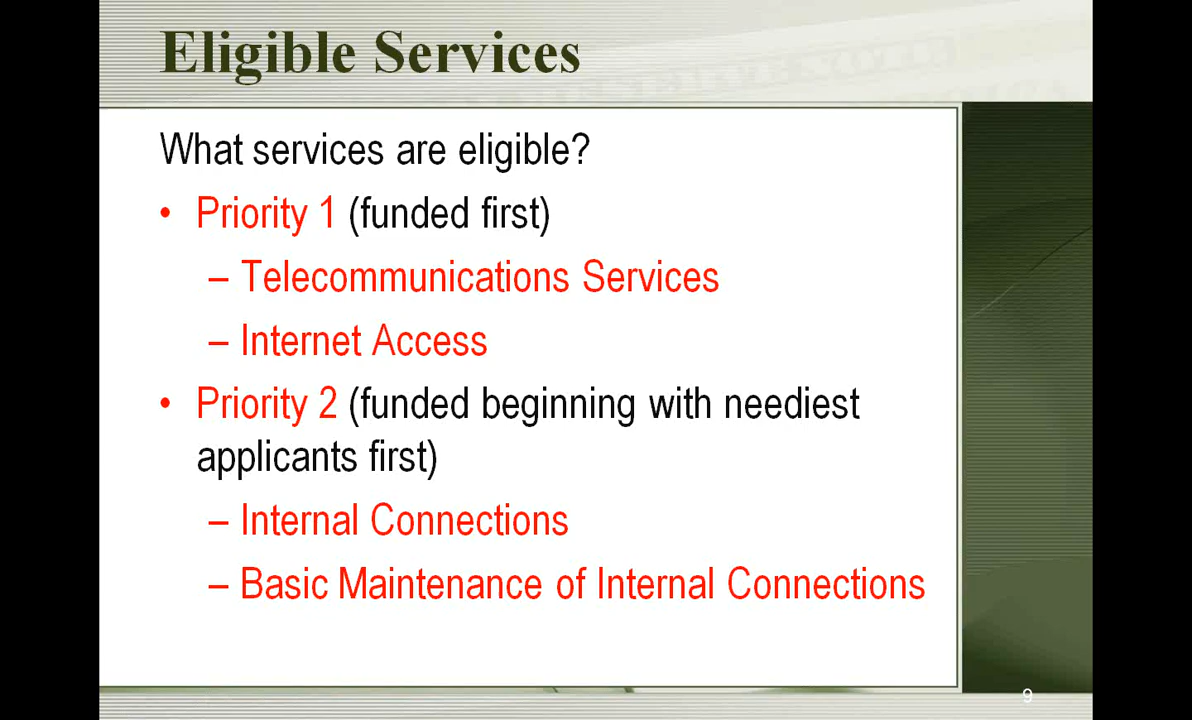 Eligible Services
What services are eligible?
• Priority 1 (funded first)
– Telecommunications Services
– Internet Access
• Priority 2 (funded beginning with neediest
applicants first)
– Internal Connections
– Basic Maintenance of Internal Connections
9